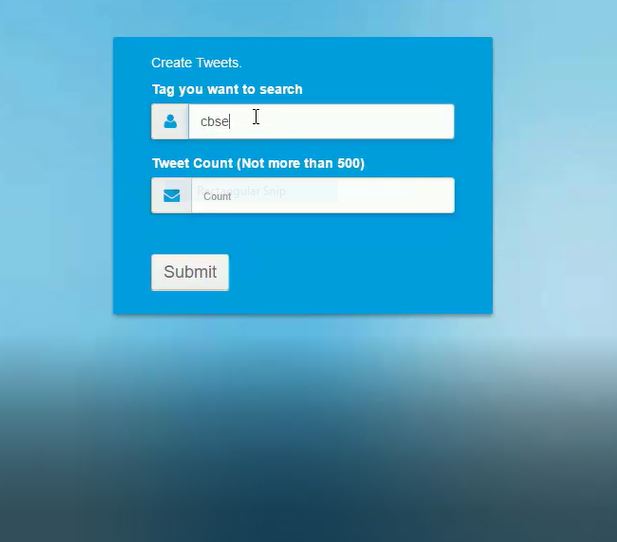 Create Tweets.
Tag you want to search
cbse
Tweet Count (Not more than 500)
Rectangular Snip
Count
Submit